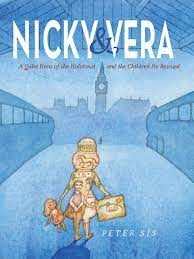 NICKY & VERA
A Quiet Hero of the Holocaust and the Children He Rescued
PETER SÍS